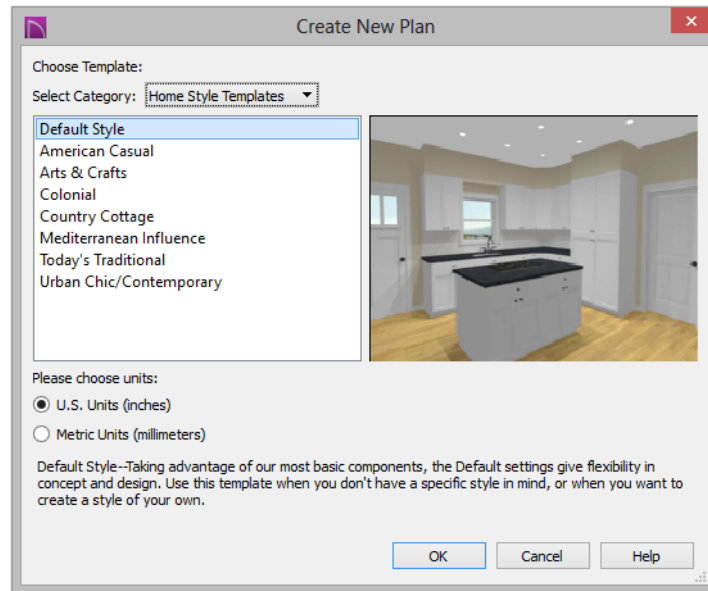 Create New Plan
Choose Template:
Select Category: Home Style Templates
Default Style
American Casual
Arts & Crafts
Colonial
Country Cottage
Mediterranean Influence
Today's Traditional
Urban Chic/Contemporary
Please choose units:
U.S. Units (inches)
Metric Units (millimeters)
Default Style--Taking advantage of our most basic components, the Default settings give flexibility in
concept and design. Use this template when you don't have a specific style in mind, or when you want to
create a style of your own.
OK Cancel Help